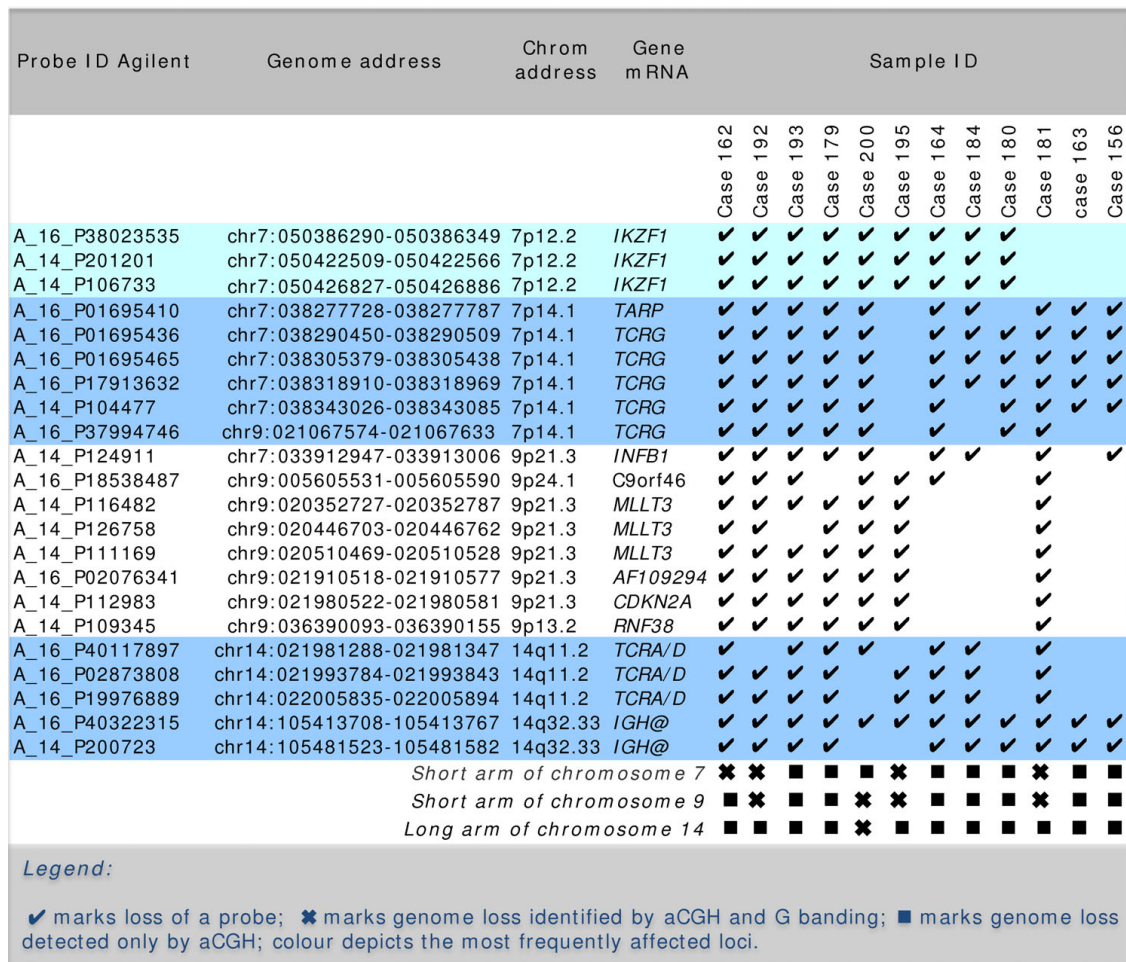 Probe ID Agilent Genome address Chrom address Gene mRNA Sample ID
Case 162 Case 192 Case 193 Case 179 Case 200 Case 195 Case 164 Case 184 Case 180 Case 181 case 163 Case 156
A_16_P38023535 chr7:050386290-050386349 7p12.2 IKZF1 ✔ ✔ ✔ ✔ ✔ ✔ ✔ ✔ ✔
A_14_P201201 chr7:050422509-050422566 7p12.2 IKZF1 ✔ ✔ ✔ ✔ ✔ ✔ ✔ ✔ ✔
A_14_P106733 chr7:050426827-050426886 7p12.2 IKZF1 ✔ ✔ ✔ ✔ ✔ ✔ ✔ ✔ ✔
A_16_P01695410 chr7:038277728-038277787 7p14.1 TARP ✔ ✔ ✔ ✔ ✔ ✔ ✔ ✔ ✔ ✔
A_16_P01695436 chr7:038290450-038290509 7p14.1 TCRG ✔ ✔ ✔ ✔ ✔ ✔ ✔ ✔ ✔ ✔ ✔
A_16_P01695465 chr7:038305379-038305438 7p14.1 TCRG ✔ ✔ ✔ ✔ ✔ ✔ ✔ ✔ ✔ ✔ ✔
A_16_P17913632 chr7:038318910-038318969 7p14.1 TCRG ✔ ✔ ✔ ✔ ✔ ✔ ✔ ✔ ✔ ✔ ✔
A_14_P104477 chr7:038343026-038343085 7p14.1 TCRG ✔ ✔ ✔ ✔ ✔ ✔ ✔ ✔ ✔ ✔
A_16_P37994746 chr9:021067574-021067633 7p14.1 TCRG ✔ ✔ ✔ ✔ ✔ ✔ ✔ ✔
A_14_P124911 chr7:033912947-033913006 9p21.3 INFB1 ✔ ✔ ✔ ✔ ✔ ✔ ✔ ✔ ✔
A_16_P18538487 chr9:005605531-005605590 9p24.1 C9orf46 ✔ ✔ ✔ ✔ ✔ ✔ ✔
A_14_P116482 chr9:020352727-020352787 9p21.3 MLLT3 ✔ ✔ ✔ ✔ ✔ ✔ ✔
A_14_P126758 chr9:020446703-020446762 9p21.3 MLLT3 ✔ ✔ ✔ ✔ ✔ ✔
A_14_P111169 chr9:020510469-020510528 9p21.3 MLLT3 ✔ ✔ ✔ ✔ ✔ ✔ ✔
A_16_P02076341 chr9:021910518-021910577 9p21.3 AF109294 ✔ ✔ ✔ ✔ ✔ ✔ ✔
A_14_P112983 chr9:021980522-021980581 9p21.3 CDKN2A ✔ ✔ ✔ ✔ ✔ ✔ ✔
A_14_P109345 chr9:036390093-036390155 9p13.2 RNF38 ✔ ✔ ✔ ✔ ✔ ✔ ✔
A_16_P40117897 chr14:021981288-021981347 14q11.2 TCRA/D ✔ ✔ ✔ ✔ ✔ ✔ ✔
A_16_P02873808 chr14:021993784-021993843 14q11.2 TCRA/D ✔ ✔ ✔ ✔ ✔ ✔ ✔ ✔
A_16_P19976889 chr14:022005835-022005894 14q11.2 TCRA/D ✔ ✔ ✔ ✔ ✔ ✔ ✔ ✔
A_16_P40322315 chr14:105413708-105413767 14q32.33 IGH@ ✔ ✔ ✔ ✔ ✔ ✔ ✔ ✔ ✔ ✔ ✔ ✔
A_14_P200723 chr14:105481523-105481582 14q32.33 IGH@ ✔ ✔ ✔ ✔ ✔ ✔ ✔ ✔ ✔ ✔
Short arm of chromosome 7 ✖ ✖ ■ ■ ■ ✖ ■ ■ ■ ✖ ■ ■
Short arm of chromosome 9 ■ ✖ ■ ■ ✖ ✖ ■ ■ ■ ✖ ■ ■
Long arm of chromosome 14 ■ ■ ■ ■ ✖ ■ ■ ■ ■ ■ ■ ■
Legend:
✔ marks loss of a probe; ✖ marks genome loss identified by aCGH and G banding; ■ marks genome loss
detected only by aCGH; colour depicts the most frequently affected loci.